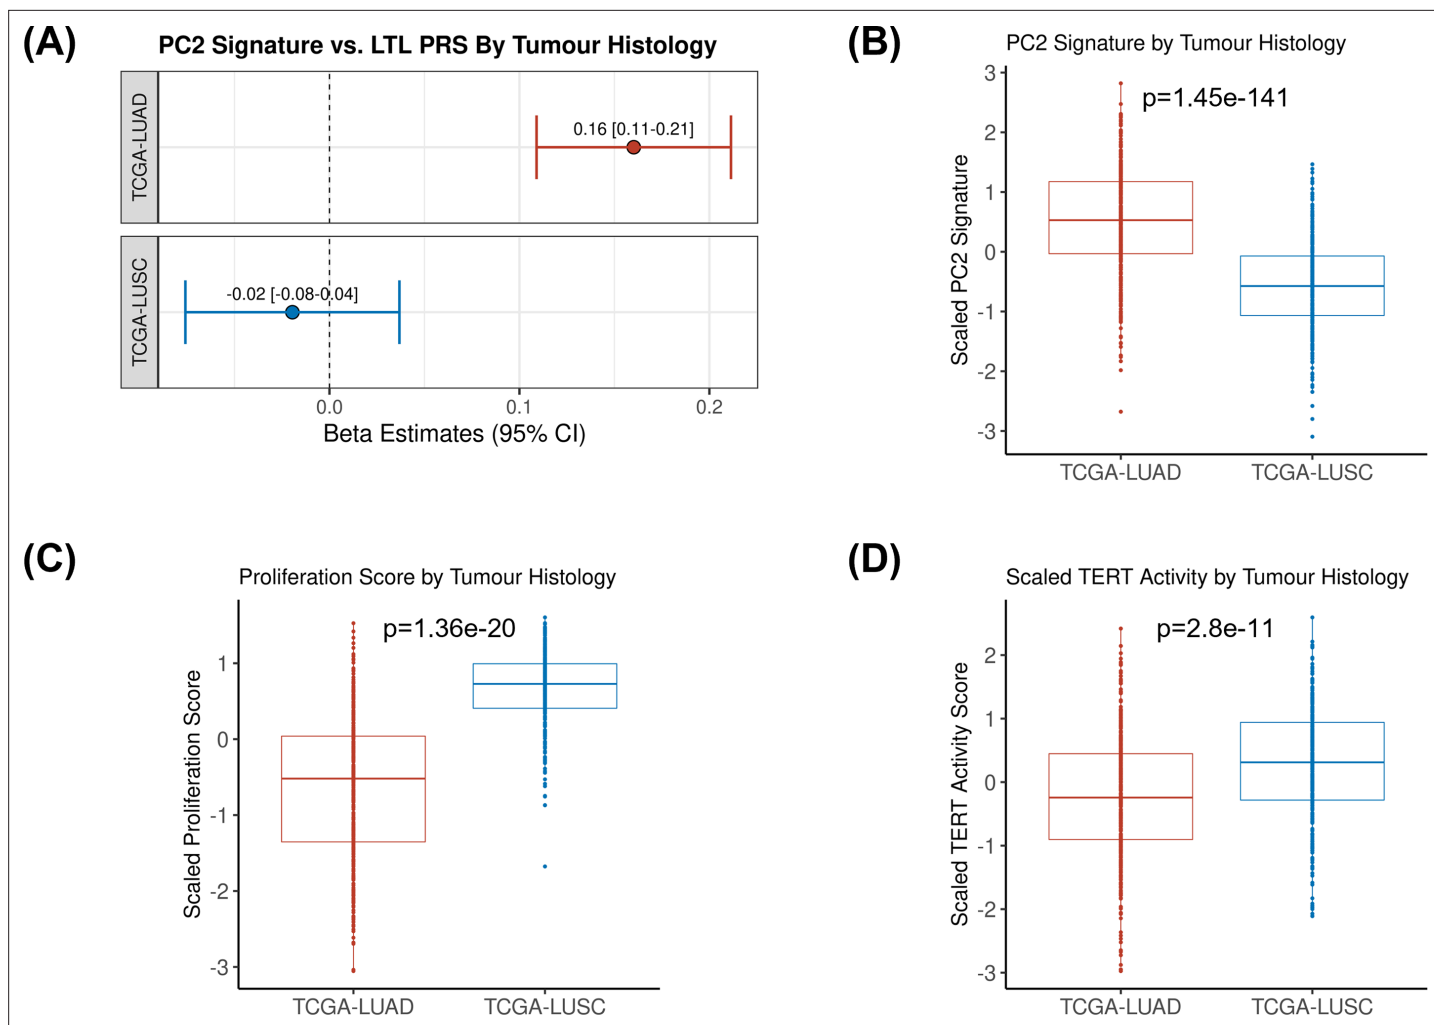 (A)
PC2 Signature vs. LTL PRS By Tumour Histology
TCGA-LUAD
0.16 [0.11-0.21]
TCGA-LUSC
-0.02 [-0.08-0.04]
0.0 0.1 0.2
Beta Estimates (95% CI)
(B)
PC2 Signature by Tumour Histology
p=1.45e-141
Scaled PC2 Signature
3
2
1
0
-1
-2
-3
TCGA-LUAD TCGA-LUSC
(C)
Proliferation Score by Tumour Histology
p=1.36e-20
Scaled Proliferation Score
1
0
-1
-2
-3
TCGA-LUAD TCGA-LUSC
(D)
Scaled TERT Activity by Tumour Histology
p=2.8e-11
Scaled TERT Activity Score
2
1
0
-1
-2
-3
TCGA-LUAD TCGA-LUSC